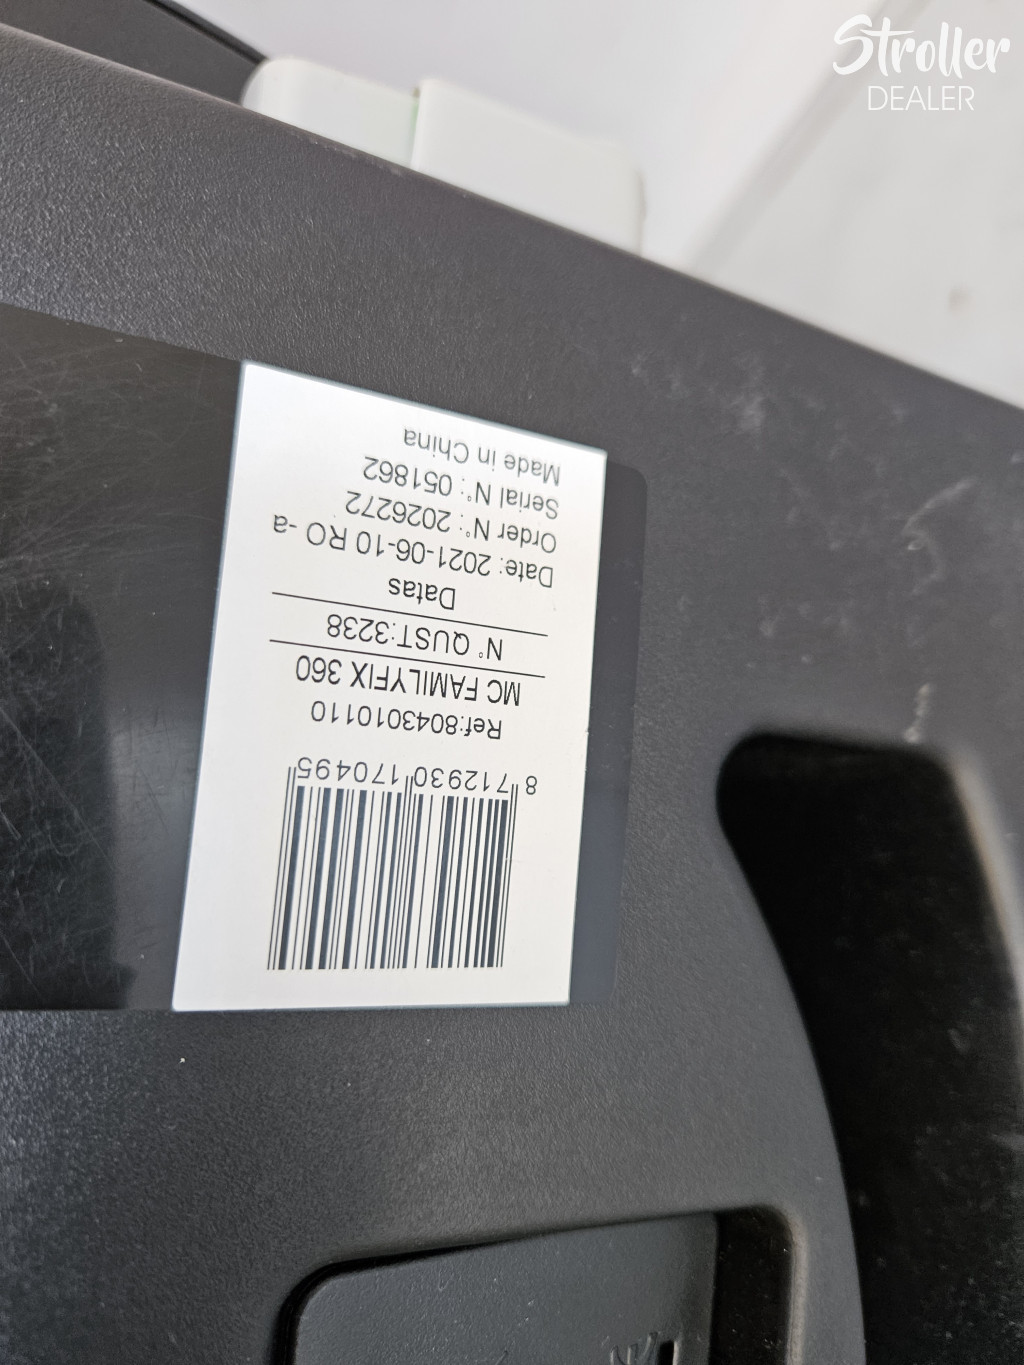 Stroller
DEALER
8 712930 170495
Ref:8043010110
MC FAMILYFIX 360
N° QUST:3238
Datas
Date: 2021-06-10 RO -a
Order N°: 2026272
Serial N°: 051862
Made in China